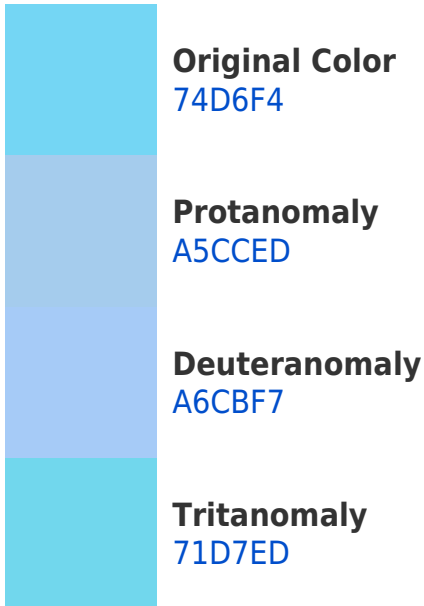 Original Color
74D6F4
Protanomaly
A5CCED
Deuteranomaly
A6CBF7
Tritanomaly
71D7ED